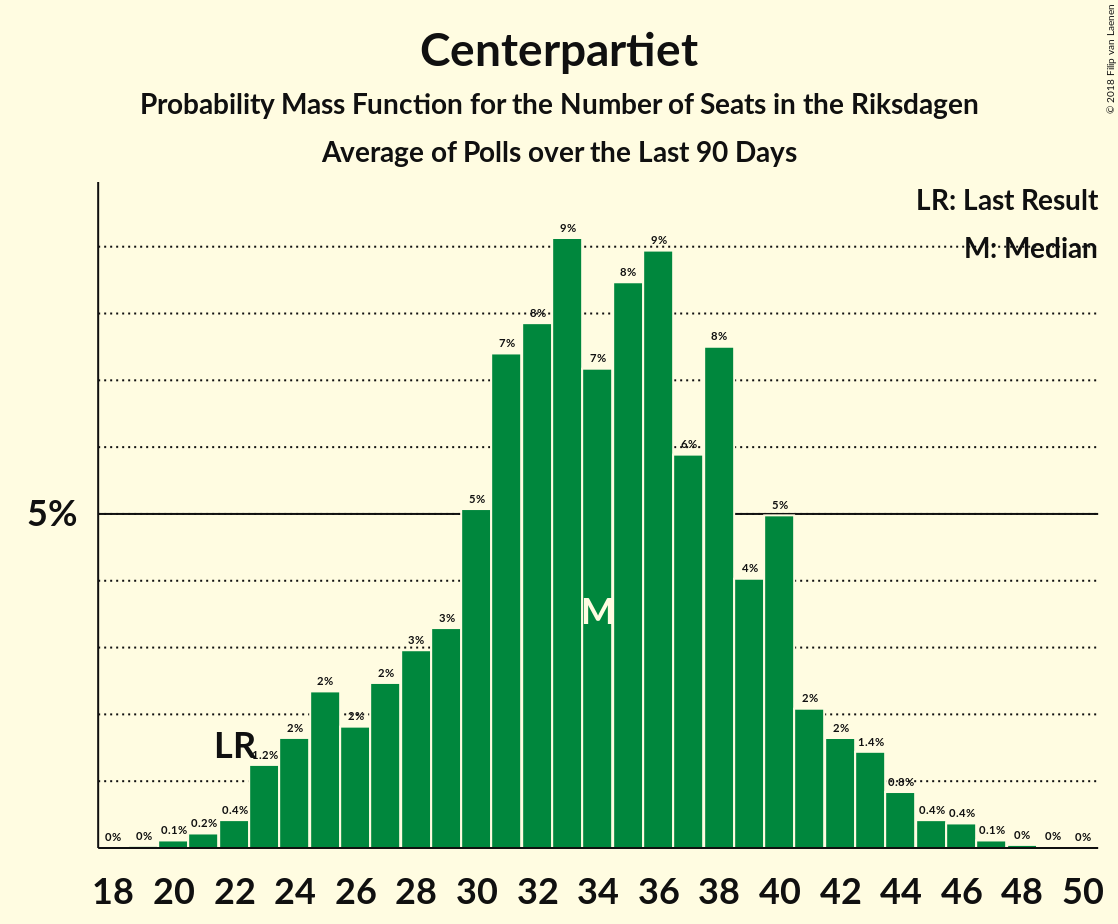 Centerpartiet
Probability Mass Function for the Number of Seats in the Riksdagen
Average of Polls over the Last 90 Days
© 2018 Filip van Laenen
LR: Last Result
M: Median
5%
0% 0% 0.1% 0.2% 0.4% 1.2% 2% 2% 2% 2% 3% 3% 5% 7% 8% 9% 7% 8% 9% 6% 8% 4% 5% 2% 2% 1.4% 0.8% 0.4% 0.4% 0.1% 0% 0% 0%
LR
M
18 20 22 24 26 28 30 32 34 36 38 40 42 44 46 48 50